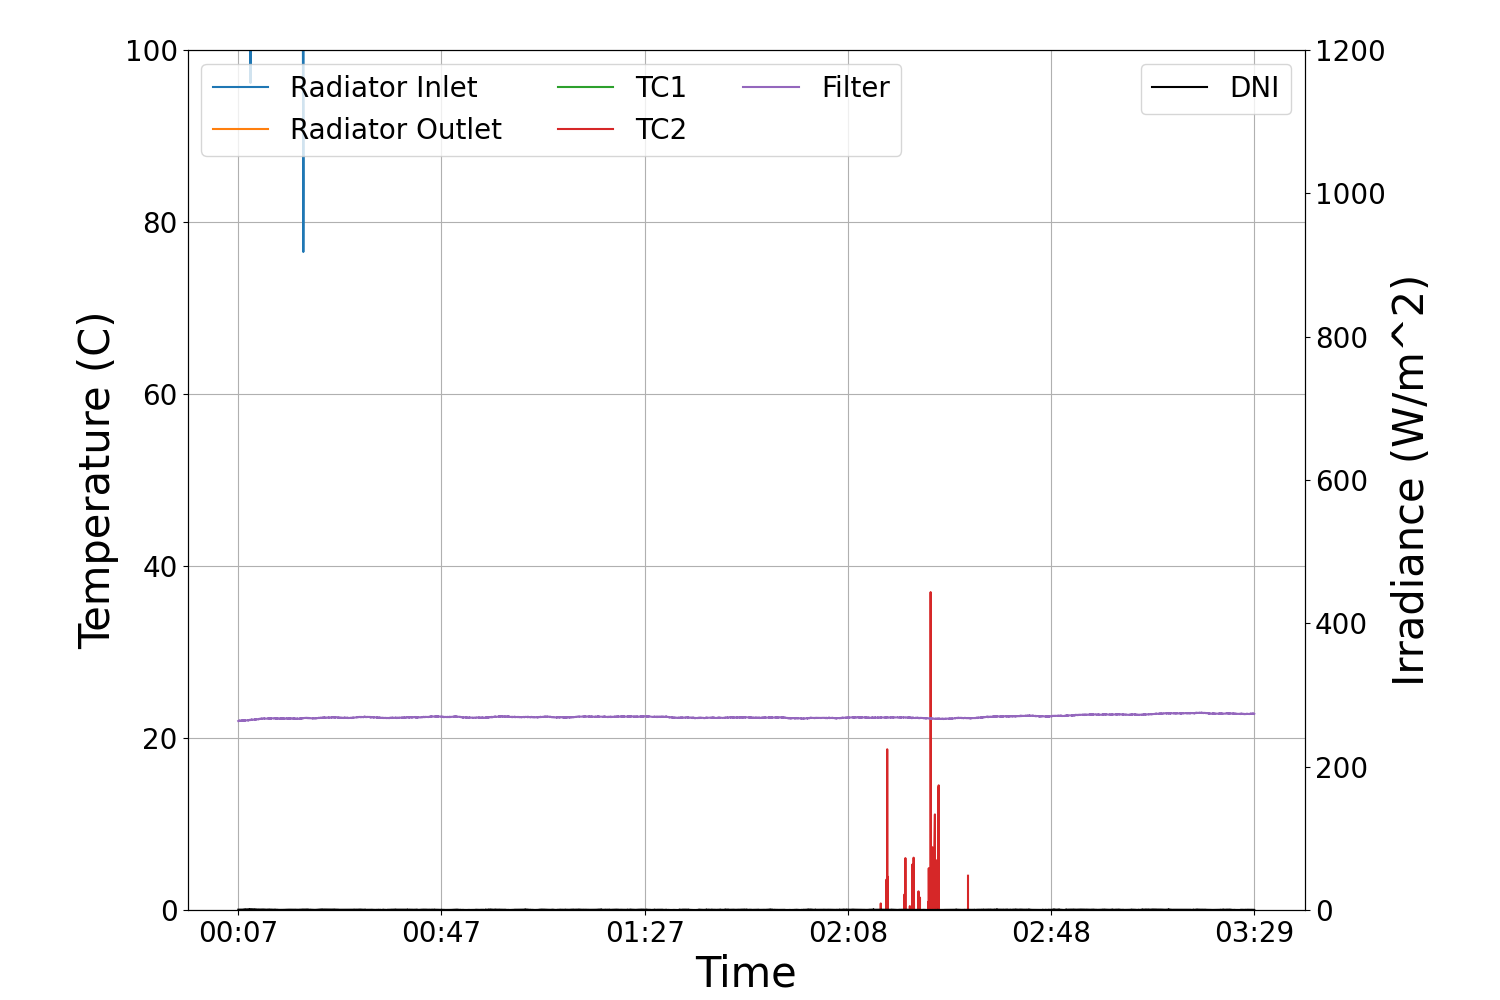 100
80
60
40
20
0
Temperature (C)
Radiator Inlet
Radiator Outlet
TC1
TC2
Filter
DNI
1200
1000
800
600
400
200
0
Irradiance (W/m^2)
00:07 00:47 01:27 02:08 02:48 03:29
Time